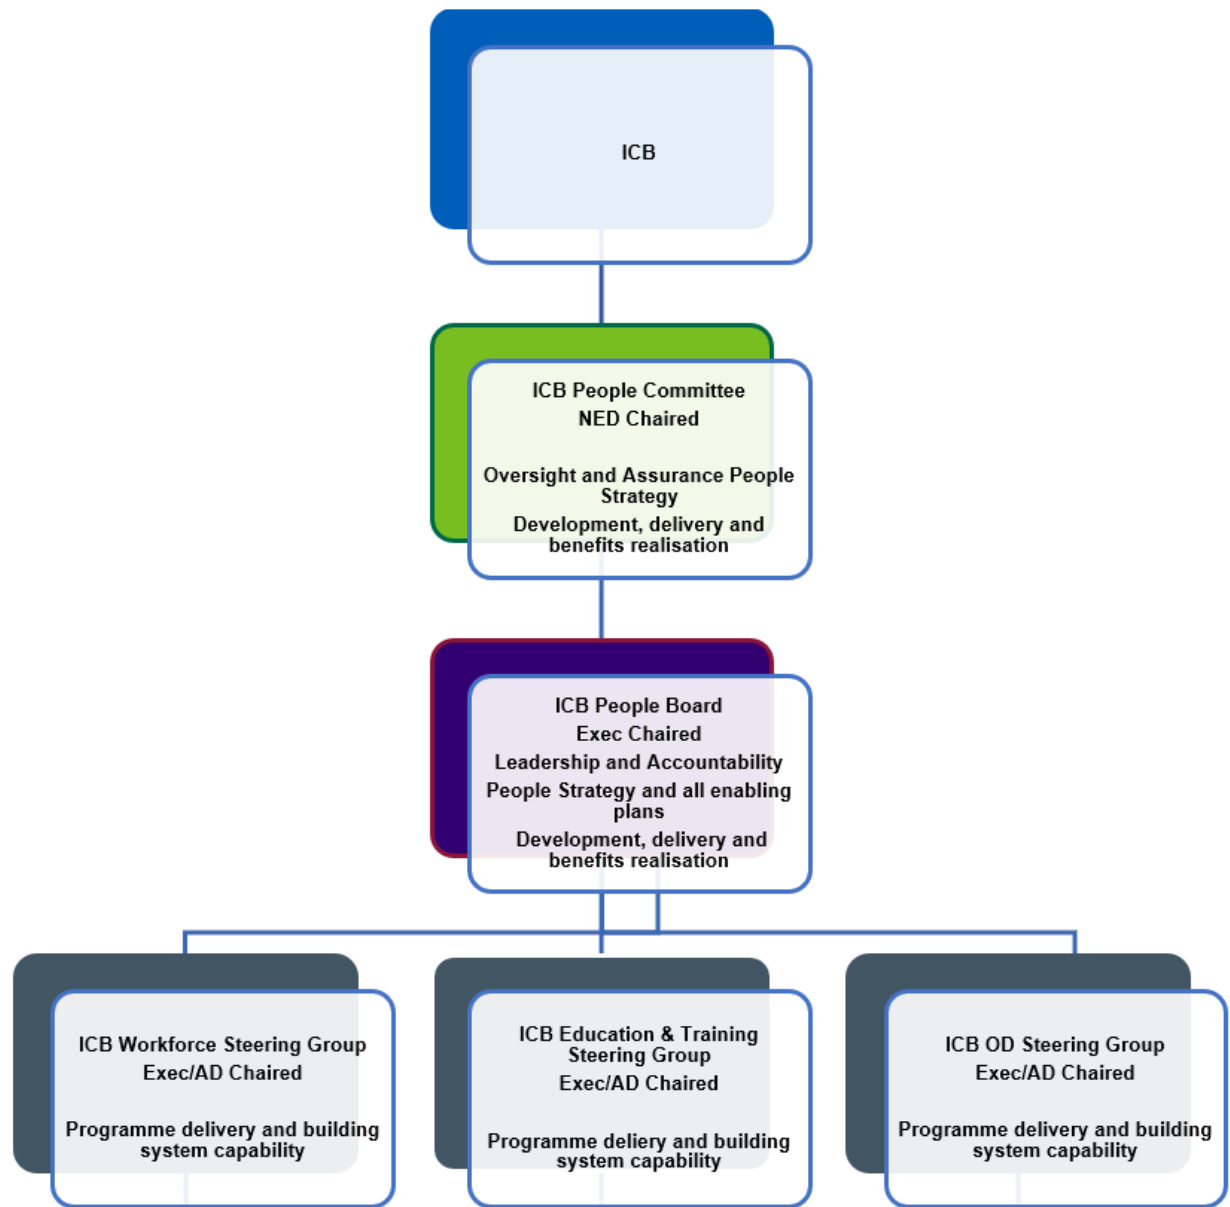 ICB
ICB People Committee
NED Chaired
Oversight and Assurance People
Strategy
Development, delivery and
benefits realisation
ICB People Board
Exec Chaired
Leadership and Accountability
People Strategy and all enabling
plans
Development, delivery and
benefits realisation
ICB Workforce Steering Group
Exec/AD Chaired
Programme delivery and building
system capability
ICB Education & Training
Steering Group
Exec/AD Chaired
Programme deliery and building
system capability
ICB OD Steering Group
Exec/AD Chaired
Programme delivery and building
system capability